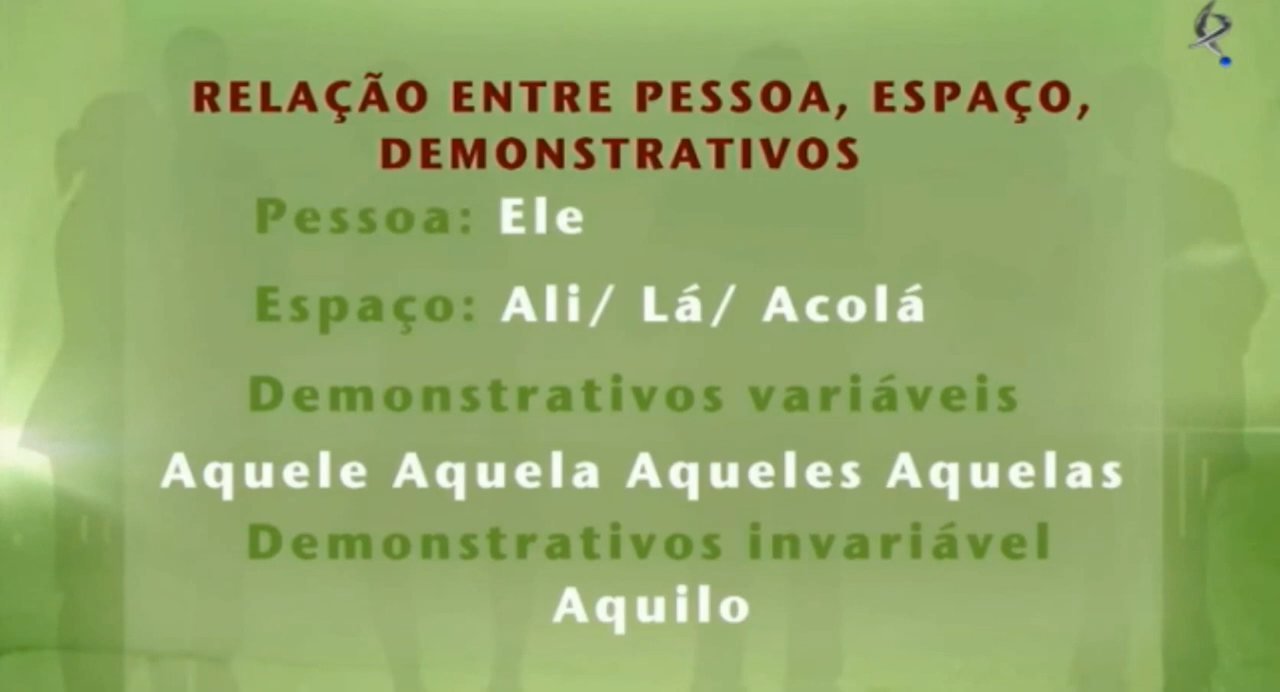 RELAÇÃO ENTRE PESSOA, ESPAÇO,
DEMONSTRATIVOS
Pessoa: Ele
Espaço: Ali/ Lá/ Acolá
Demonstrativos variáveis
Aquele Aquela Aqueles Aquelas
Demonstrativos invariável
Aquilo